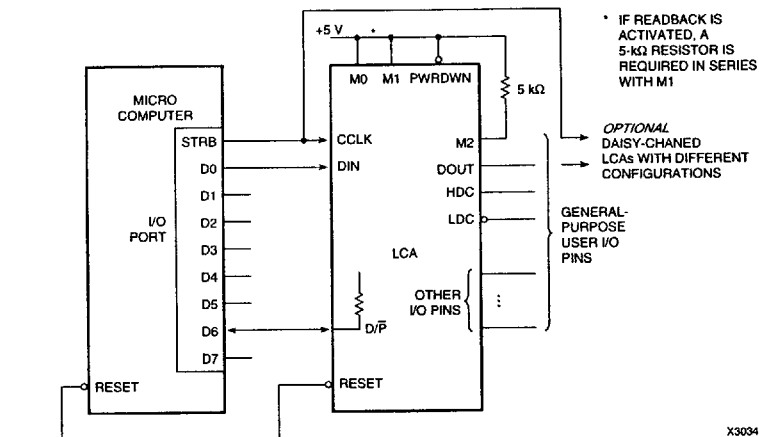 +5 V
*
* IF READBACK IS
ACTIVATED, A
5-kΩ RESISTOR IS
REQUIRED IN SERIES
WITH M1
M0 M1 PWRDWN
5 kΩ
MICRO
COMPUTER
STRB
D0
D1
D2
D3
D4
D5
D6
D7
I/O
PORT
RESET
CCLK
DIN
M2
DOUT
HDC
LDC
LCA
OTHER
I/O PINS
D/P̅
RESET
OPTIONAL
DAISY-CHANED
LCAs WITH DIFFERENT
CONFIGURATIONS
GENERAL-
PURPOSE
USER I/O
PINS
X3034